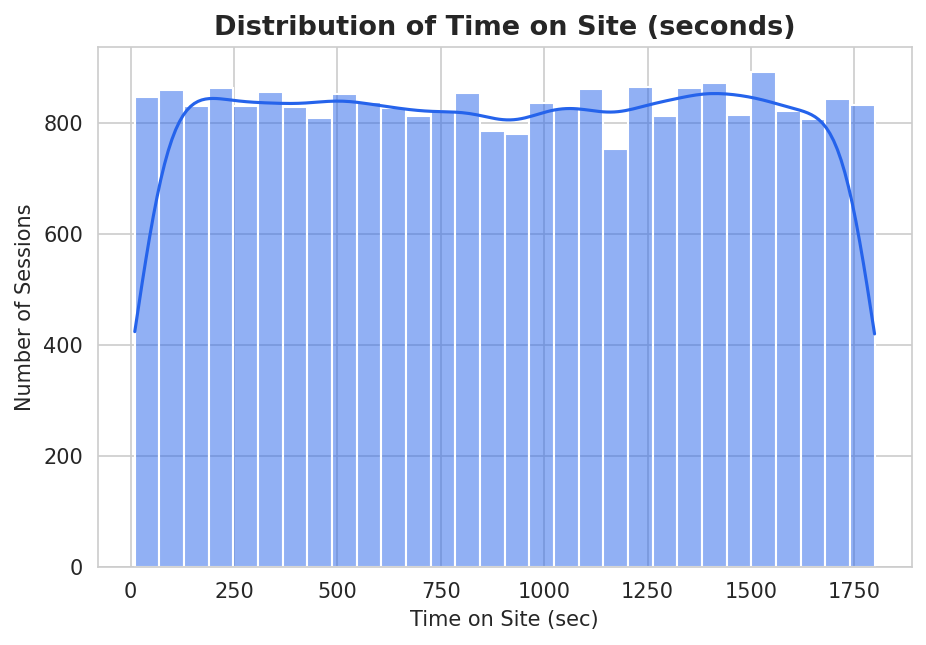 Distribution of Time on Site (seconds)
Number of Sessions
800
600
400
200
0
0 250 500 750 1000 1250 1500 1750
Time on Site (sec)